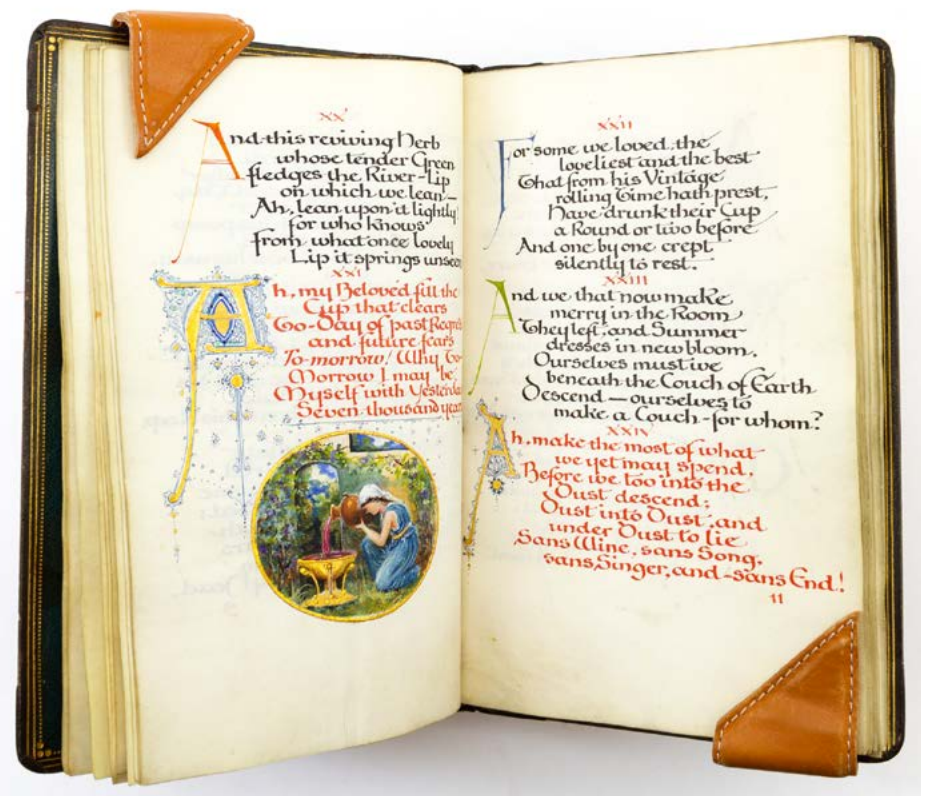 XX
And this reviving Herb
whose tender Green
fledges the River-Lip
on which we lean—
Ah, lean upon it lightly
for who knows
from what once lovely
Lip it springs unseen
XXI
Ah, my Beloved fill the
Cup that clears
To-Day of past
and future fears
To-morrow! Why To-
Morrow I may be
Myself with
Seven thousand
XXII
For some we loved, the
loveliest and the best
That from his Vintage
rolling Time hath prest,
Have drunk their Cup
a Round or two before
And one by one crept
silently to rest.
XXIII
And we that now make
merry in the Room
They left, and Summer
dresses in new bloom,
Ourselves must we
beneath the Couch of Earth
Descend—ourselves to
make a Couch-for whom?
XXIV
Ah, make the most of what
we yet may spend,
Before we too into the
Dust descend;
Dust into Dust, and
under Dust to lie
Sans Wine, sans Song,
sans Singer, and-sans End!
11